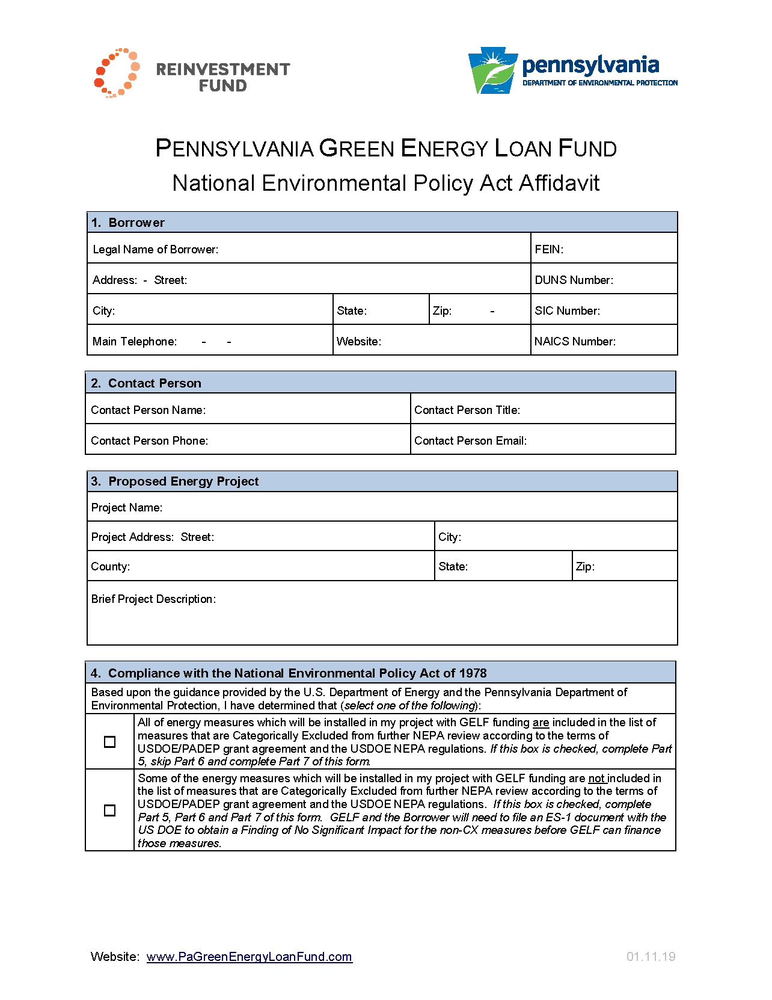 REINVESTMENT
FUND
pennsylvania
DEPARTMENT OF ENVIRONMENTAL PROTECTION
PENNSYLVANIA GREEN ENERGY LOAN FUND
National Environmental Policy Act Affidavit
1. Borrower
Legal Name of Borrower: FEIN:
Address: - Street: DUNS Number:
City: State: Zip: - SIC Number:
Main Telephone: - - Website: NAICS Number:
2. Contact Person
Contact Person Name: Contact Person Title:
Contact Person Phone: Contact Person Email:
3. Proposed Energy Project
Project Name:
Project Address: Street: City:
County: State: Zip:
Brief Project Description:
4. Compliance with the National Environmental Policy Act of 1978
Based upon the guidance provided by the U.S. Department of Energy and the Pennsylvania Department of
Environmental Protection, I have determined that (select one of the following):
All of energy measures which will be installed in my project with GELF funding are included in the list of
measures that are Categorically Excluded from further NEPA review according to the terms of
USDOE/PADEP grant agreement and the USDOE NEPA regulations. If this box is checked, complete Part
5, skip Part 6 and complete Part 7 of this form.
Some of the energy measures which will be installed in my project with GELF funding are not included in
the list of measures that are Categorically Excluded from further NEPA review according to the terms of
USDOE/PADEP grant agreement and the USDOE NEPA regulations. If this box is checked, complete
Part 5, Part 6 and Part 7 of this form. GELF and the Borrower will need to file an ES-1 document with the
US DOE to obtain a Finding of No Significant Impact for the non-CX measures before GELF can finance
those measures.
Website: www.PaGreenEnergyLoanFund.com 01.11.19